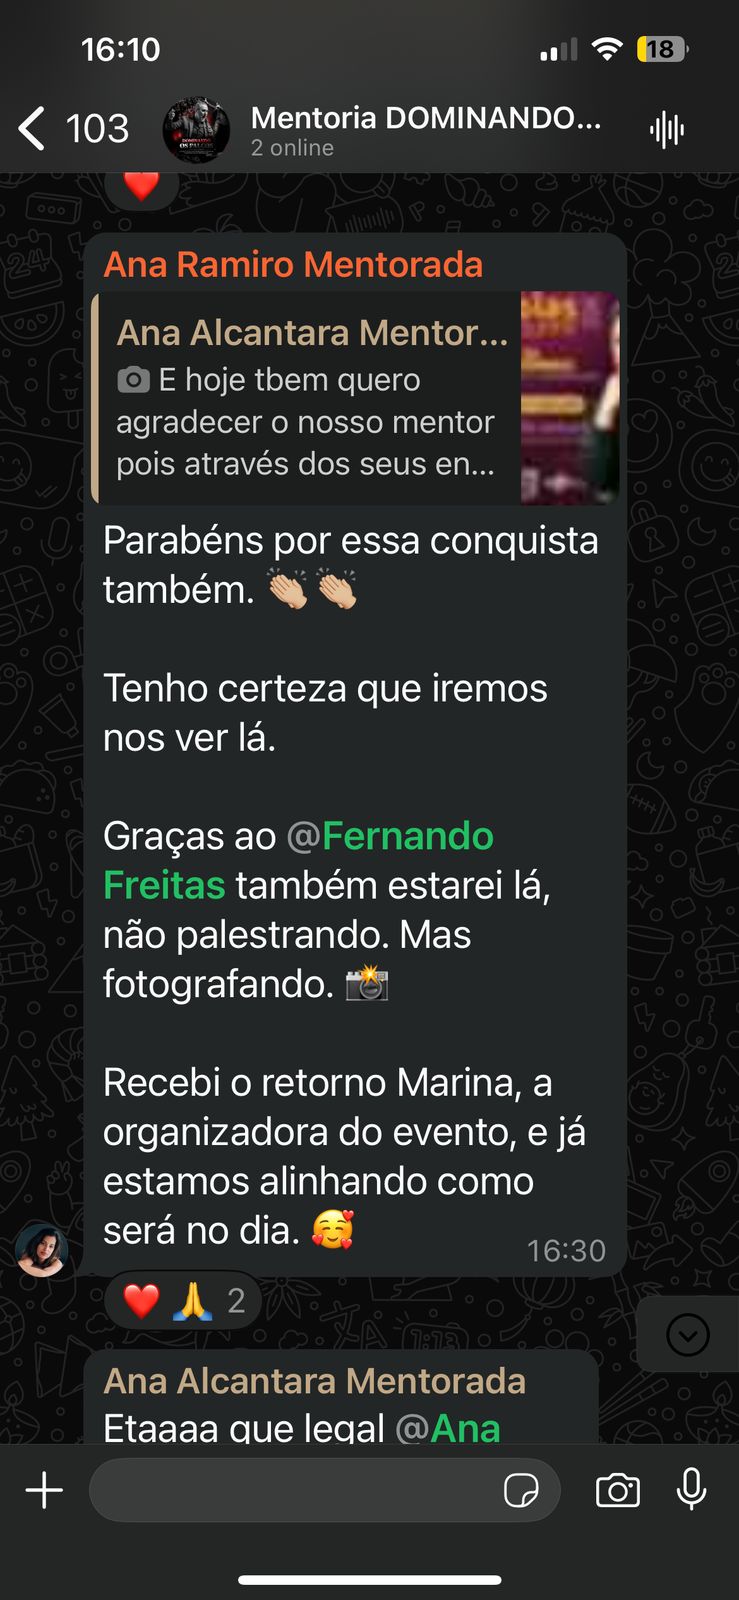 16:10
18
103
Mentoria DOMINANDO...
2 online
DOMINANDO
OS PALCOS
Ana Ramiro Mentorada
Ana Alcantara Mentor...
E hoje tbem quero
agradecer o nosso mentor
pois através dos seus en...
Parabéns por essa conquista
também. 👏🏼👏🏼
Tenho certeza que iremos
nos ver lá.
Graças ao @Fernando
Freitas também estarei lá,
não palestrando. Mas
fotografando. 📸
Recebi o retorno Marina, a
organizadora do evento, e já
estamos alinhando como
será no dia. 🥰
16:30
❤️🙏 2
Ana Alcantara Mentorada
Etaaaa que legal @Ana